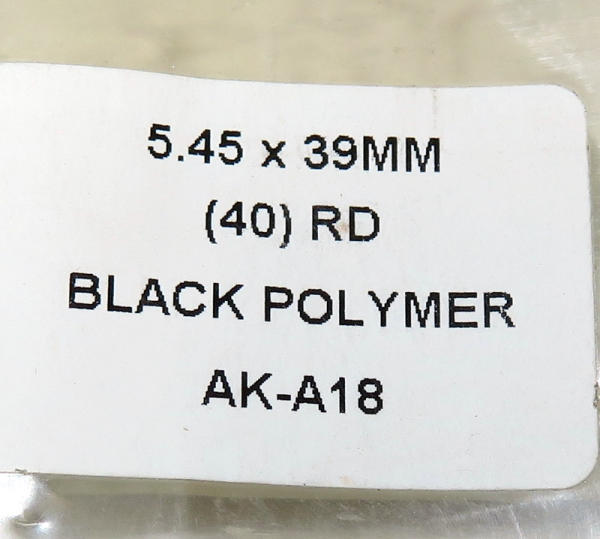 5.45 x 39MM
(40) RD
BLACK POLYMER
AK-A18